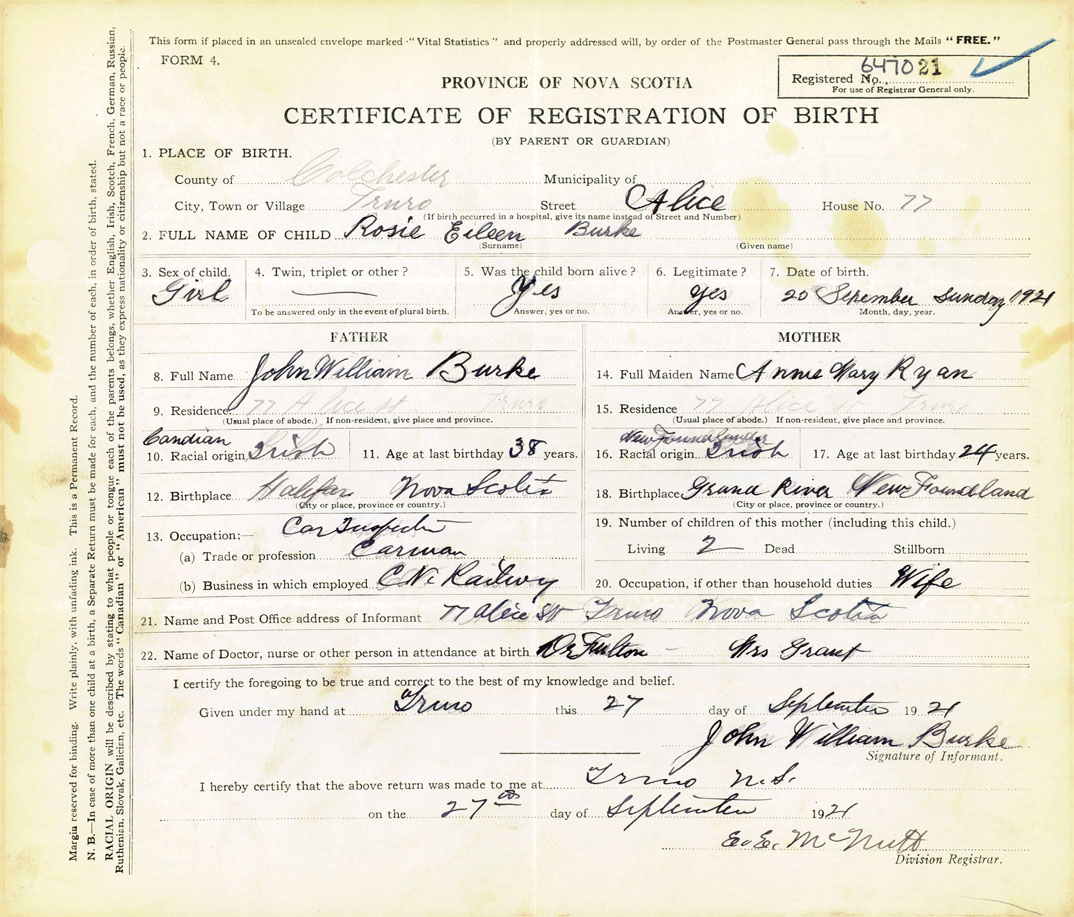 This form if placed in an unsealed envelope marked "Vital Statistics" and properly addressed will, by order of the Postmaster General pass through the Mails "FREE."
FORM 4.
Registered No. 647021
For use of Registrar General only.
PROVINCE OF NOVA SCOTIA
CERTIFICATE OF REGISTRATION OF BIRTH
(BY PARENT OR GUARDIAN)
1. PLACE OF BIRTH.
County of Colchester Municipality of
City, Town or Village Truro Street Alice House No. 77
(If birth occurred in a hospital, give its name instead of Street and Number)
2. FULL NAME OF CHILD Rosie Eileen Burke
(Surname) (Given name)
3. Sex of child. 4. Twin, triplet or other? 5. Was the child born alive? 6. Legitimate? 7. Date of birth.
Girl — Yes yes 20 Sepember Sunday 1921
To be answered only in the event of plural birth. Answer, yes or no. Answer, yes or no. Month, day, year.
FATHER MOTHER
8. Full Name John William Burke 14. Full Maiden Name Annie Mary Ryan
9. Residence 77 Alice st Truro 15. Residence 77 Alice st Truro
(Usual place of abode.) If non-resident, give place and province. (Usual place of abode.) If non-resident, give place and province.
Candian
10. Racial origin Irish 11. Age at last birthday 38 years. 16. Racial origin Irish 17. Age at last birthday 24 years.
12. Birthplace Halifax Nova Scotia 18. Birthplace Grand River NewFoundland
(City or place, province or country.) (City or place, province or country.)
13. Occupation:— Car Inspector 19. Number of children of this mother (including this child.)
(a) Trade or profession Carman Living 2 Dead Stillborn
(b) Business in which employed C.N. Railwy 20. Occupation, if other than household duties Wife
21. Name and Post Office address of Informant 77 Alice St Truro Nova Scotia
22. Name of Doctor, nurse or other person in attendance at birth Dr Fulton — Mrs Grant
I certify the foregoing to be true and correct to the best of my knowledge and belief.
Given under my hand at Truro this 27 day of September 1921
John William Burke
Signature of Informant.
I hereby certify that the above return was made to me at Truro N.S.
on the 27th day of September 1921
E. E. McNutt
Division Registrar.
Margin reserved for binding. Write plainly, with unfading ink. This is a Permanent Record.
N. B.—In case of more than one child at a birth, a Separate Return must be made for each, and the number of each, in order of birth, stated.
RACIAL ORIGIN will be described by stating to what people or tongue each of the parents belongs, whether English, Irish, Scotch, French, German, Russian,
Ruthenian, Slovak, Galician, etc. The words "Canadian" or "American" must not be used, as they express nationality or citizenship but not a race or people.